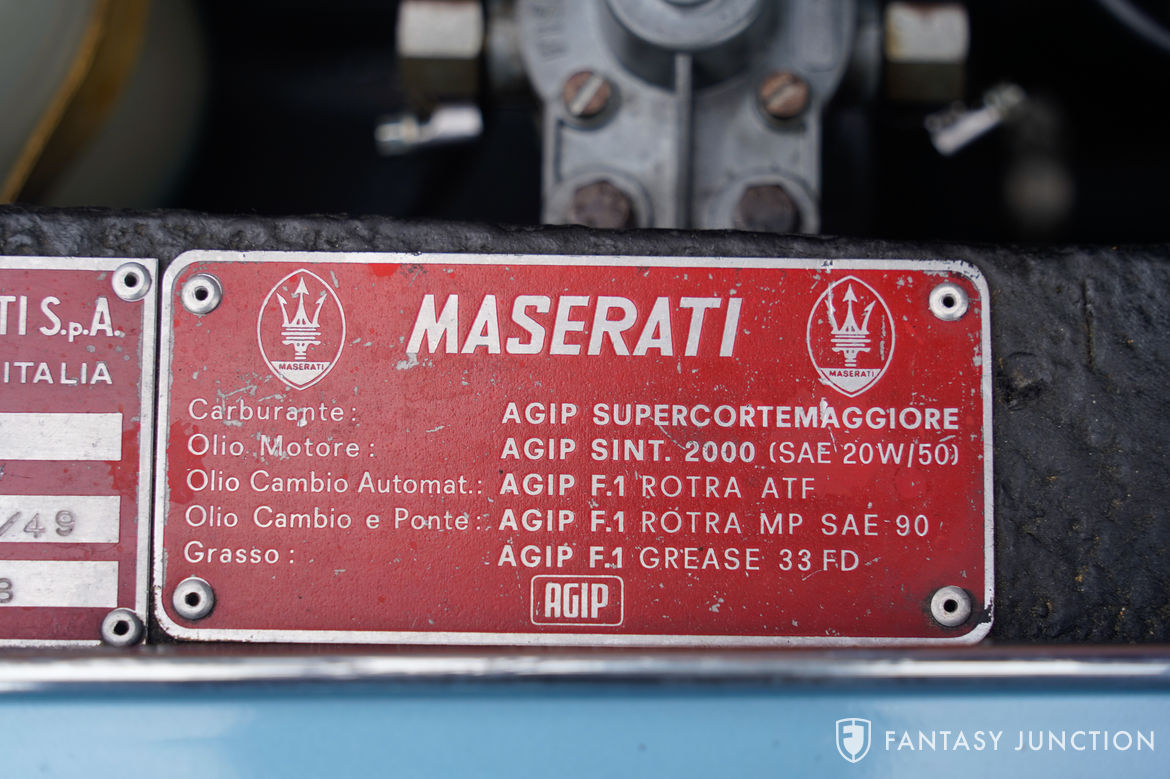 TI S.p.A.
ITALIA
/49
MASERATI
MASERATI
MASERATI
Carburante: AGIP SUPERCORTEMAGGIORE
Olio Motore: AGIP SINT. 2000 (SAE 20W/50)
Olio Cambio Automat.: AGIP F.1 ROTRA ATF
Olio Cambio e Ponte: AGIP F.1 ROTRA MP SAE 90
Grasso: AGIP F.1 GREASE 33 FD
AGIP
FANTASY JUNCTION